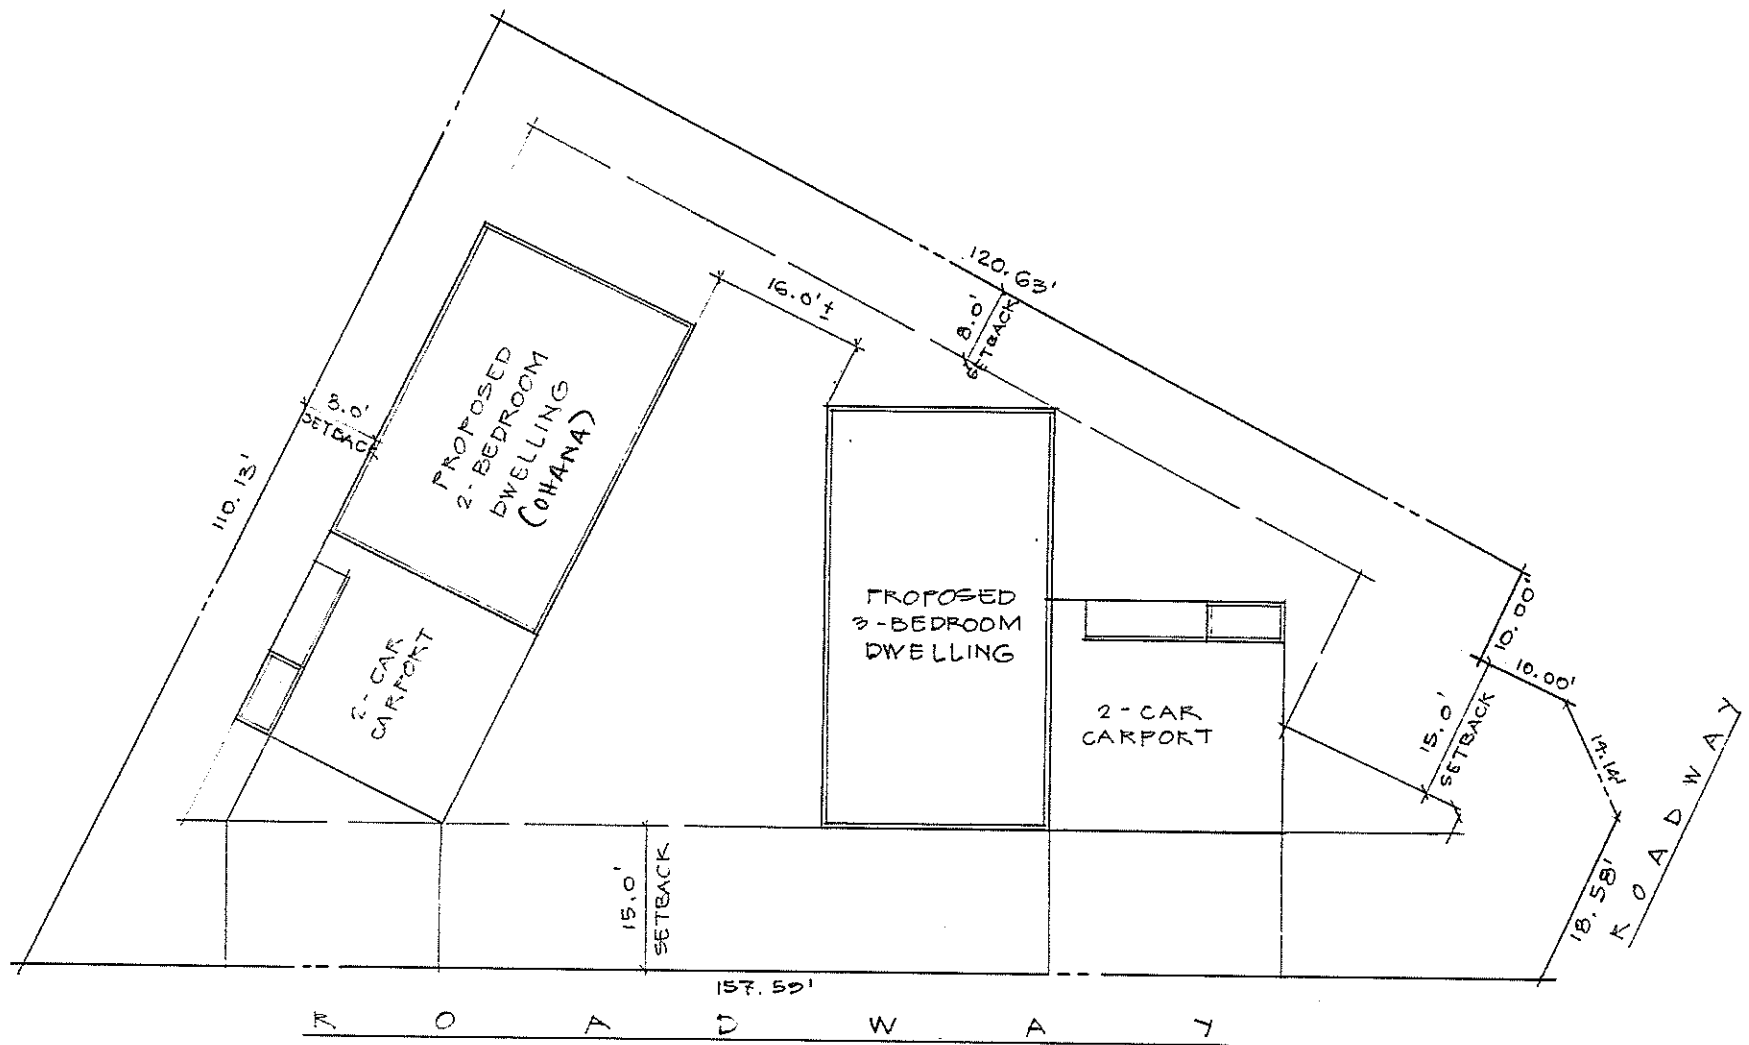 120.63'
8.0'
SETBACK
16.0'±
PROPOSED
2-BEDROOM
DWELLING
(OHANA)
8.0'
SETBACK
110.13'
2-CAR
CARPORT
PROPOSED
3-BEDROOM
DWELLING
2-CAR
CARPORT
10.00'
10.00'
15.0'
SETBACK
14.14'
18.58'
ROADWAY
15.0'
SETBACK
157.59'
ROADWAY